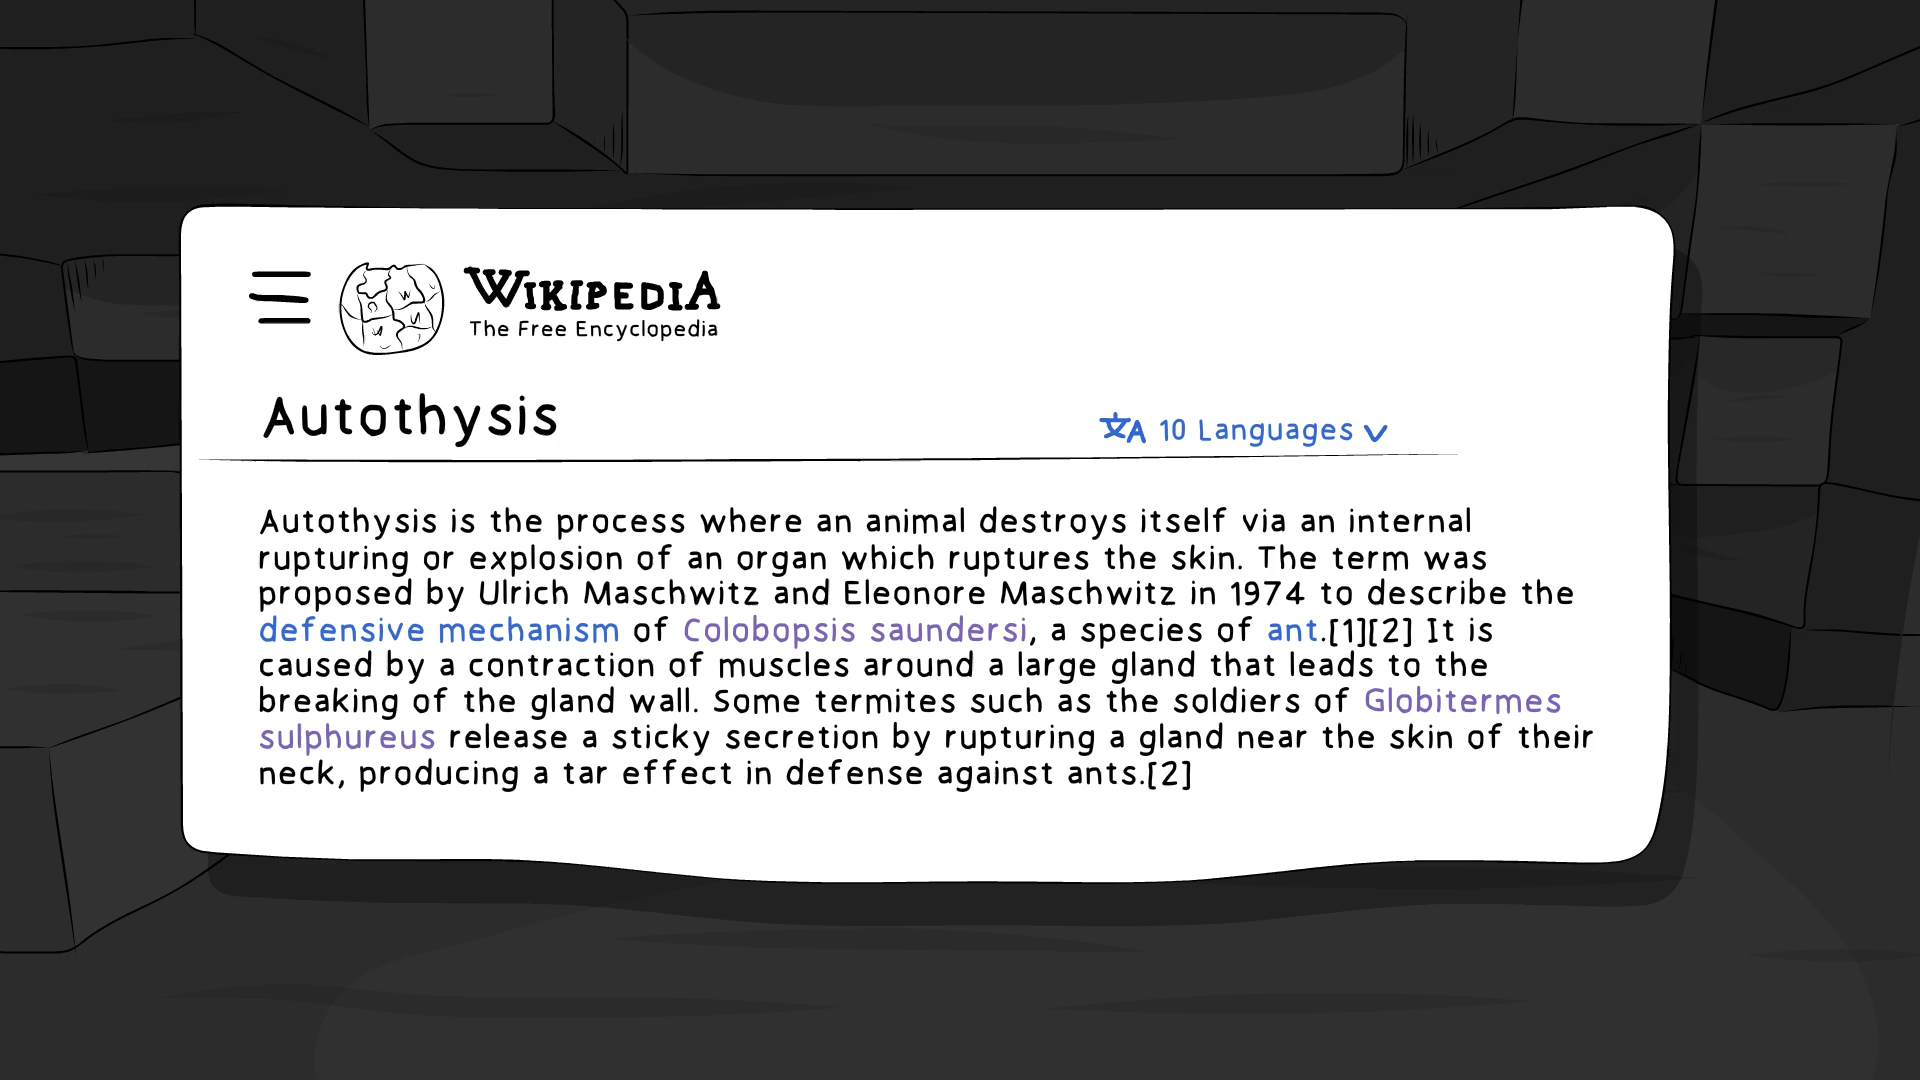 WIKIPEDIA
The Free Encyclopedia
Autothysis
文A 10 Languages
Autothysis is the process where an animal destroys itself via an internal
rupturing or explosion of an organ which ruptures the skin. The term was
proposed by Ulrich Maschwitz and Eleonore Maschwitz in 1974 to describe the
defensive mechanism of Colobopsis saundersi, a species of ant.[1][2] It is
caused by a contraction of muscles around a large gland that leads to the
breaking of the gland wall. Some termites such as the soldiers of Globitermes
sulphureus release a sticky secretion by rupturing a gland near the skin of their
neck, producing a tar effect in defense against ants.[2]